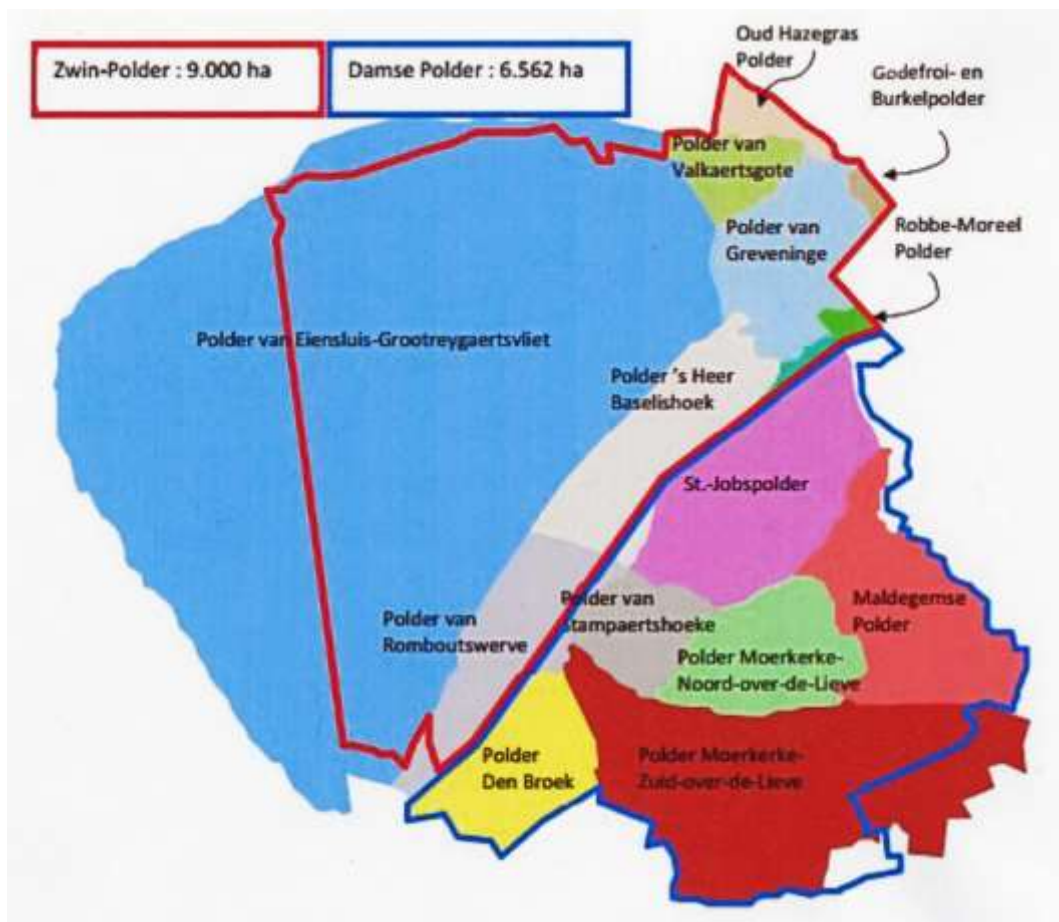 Zwin-Polder : 9.000 ha
Damse Polder : 6.562 ha
Oud Hazegras
Polder
Godefroi- en
Burkelpolder
Polder van
Valkaertsgote
Polder van
Greveninge
Robbe-Moreel
Polder
Polder van Eiensluis-Grootreygaertsvliet
Polder 's Heer
Baselishoek
St.-Jobspolder
Polder van
Romboutswerve
Polder van
Stampaertshoeke
Maldegemse
Polder
Polder Moerkerke-
Noord-over-de-Lieve
Polder
Den Broek
Polder Moerkerke-
Zuid-over-de-Lieve